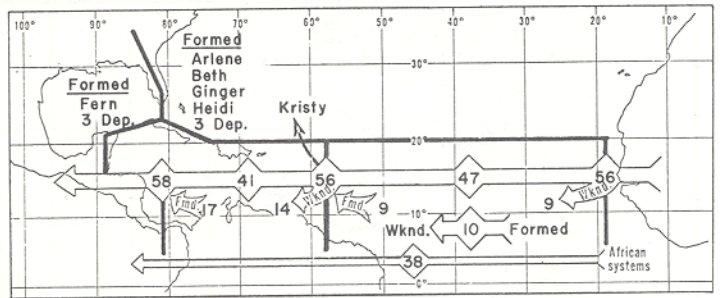 100° 90° 80° 70° 60° 50° 40° 30° 20° 10°
Formed
Arlene
Beth
Ginger
Heidi
3 Dep.
Formed
Fern
3 Dep.
Kristy
30°
20°
58 41 56 47 56
Fmd. 17 14 Wknd. Fmd. 9 9 Wknd.
10°
Wknd. 10 Formed
38
African
systems
0°